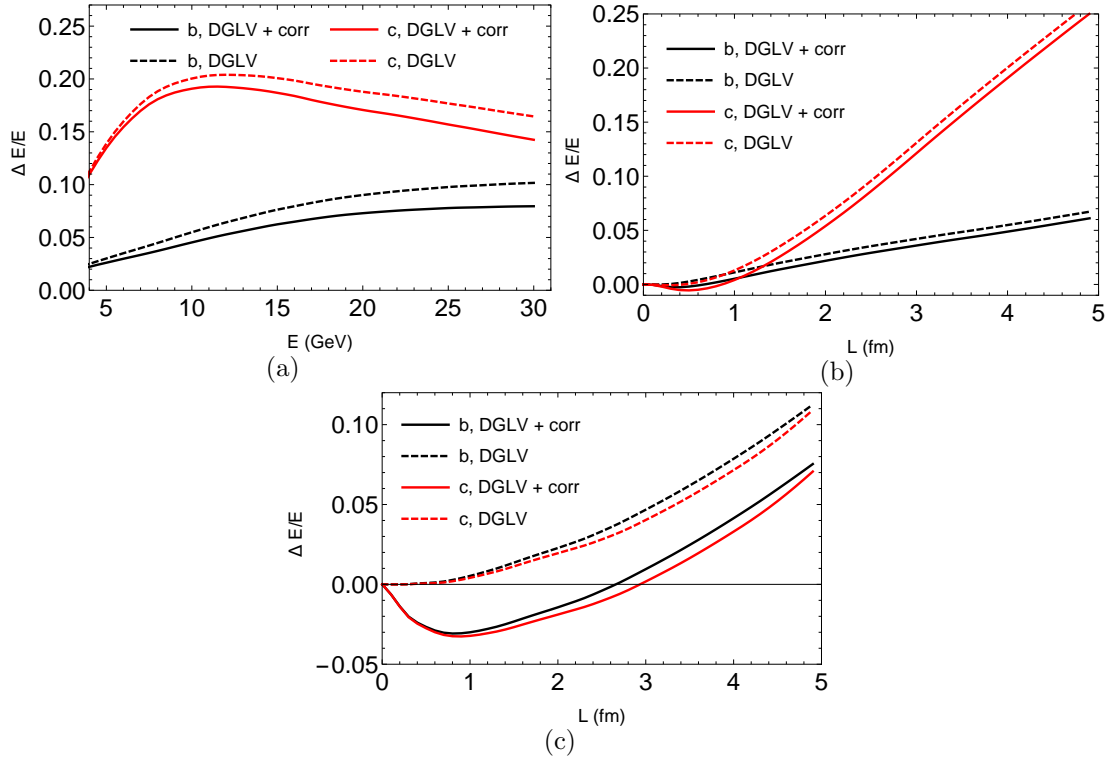 0.25
b, DGLV + corr
c, DGLV + corr
b, DGLV
c, DGLV
0.20
0.15
0.10
0.05
0.00
Δ E/E
5
10
15
20
25
30
E (GeV)
(a)
0.25
b, DGLV + corr
b, DGLV
c, DGLV + corr
c, DGLV
0.20
0.15
0.10
0.05
0.00
Δ E/E
0
1
2
3
4
5
L (fm)
(b)
0.10
b, DGLV + corr
b, DGLV
c, DGLV + corr
c, DGLV
0.05
0.00
−0.05
Δ E/E
0
1
2
3
4
5
L (fm)
(c)